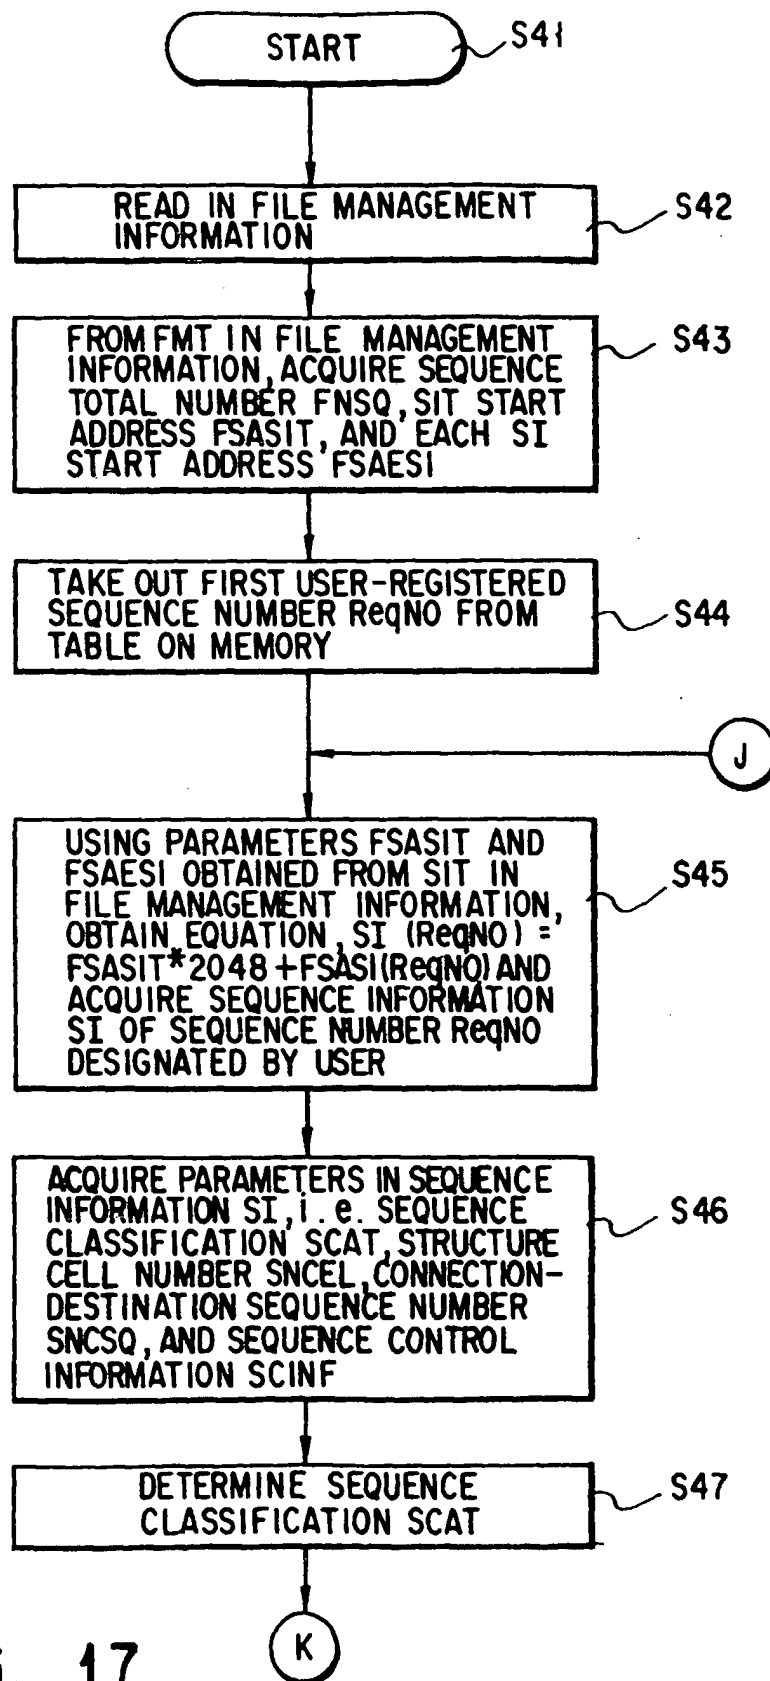 START
S41
READ IN FILE MANAGEMENT
INFORMATION
S42
FROM FMT IN FILE MANAGEMENT
INFORMATION, ACQUIRE SEQUENCE
TOTAL NUMBER FNSQ, SIT START
ADDRESS FSASIT, AND EACH SI
START ADDRESS FSAESI
S43
TAKE OUT FIRST USER-REGISTERED
SEQUENCE NUMBER ReqNO FROM
TABLE ON MEMORY
S44
J
USING PARAMETERS FSASIT AND
FSAESI OBTAINED FROM SIT IN
FILE MANAGEMENT INFORMATION,
OBTAIN EQUATION, SI (ReqNO) =
FSASIT*2048+FSASI(ReqNO) AND
ACQUIRE SEQUENCE INFORMATION
SI OF SEQUENCE NUMBER ReqNO
DESIGNATED BY USER
S45
ACQUIRE PARAMETERS IN SEQUENCE
INFORMATION SI, i.e. SEQUENCE
CLASSIFICATION SCAT, STRUCTURE
CELL NUMBER SNCEL, CONNECTION-
DESTINATION SEQUENCE NUMBER
SNCSQ, AND SEQUENCE CONTROL
INFORMATION SCINF
S46
DETERMINE SEQUENCE
CLASSIFICATION SCAT
S47
K
17